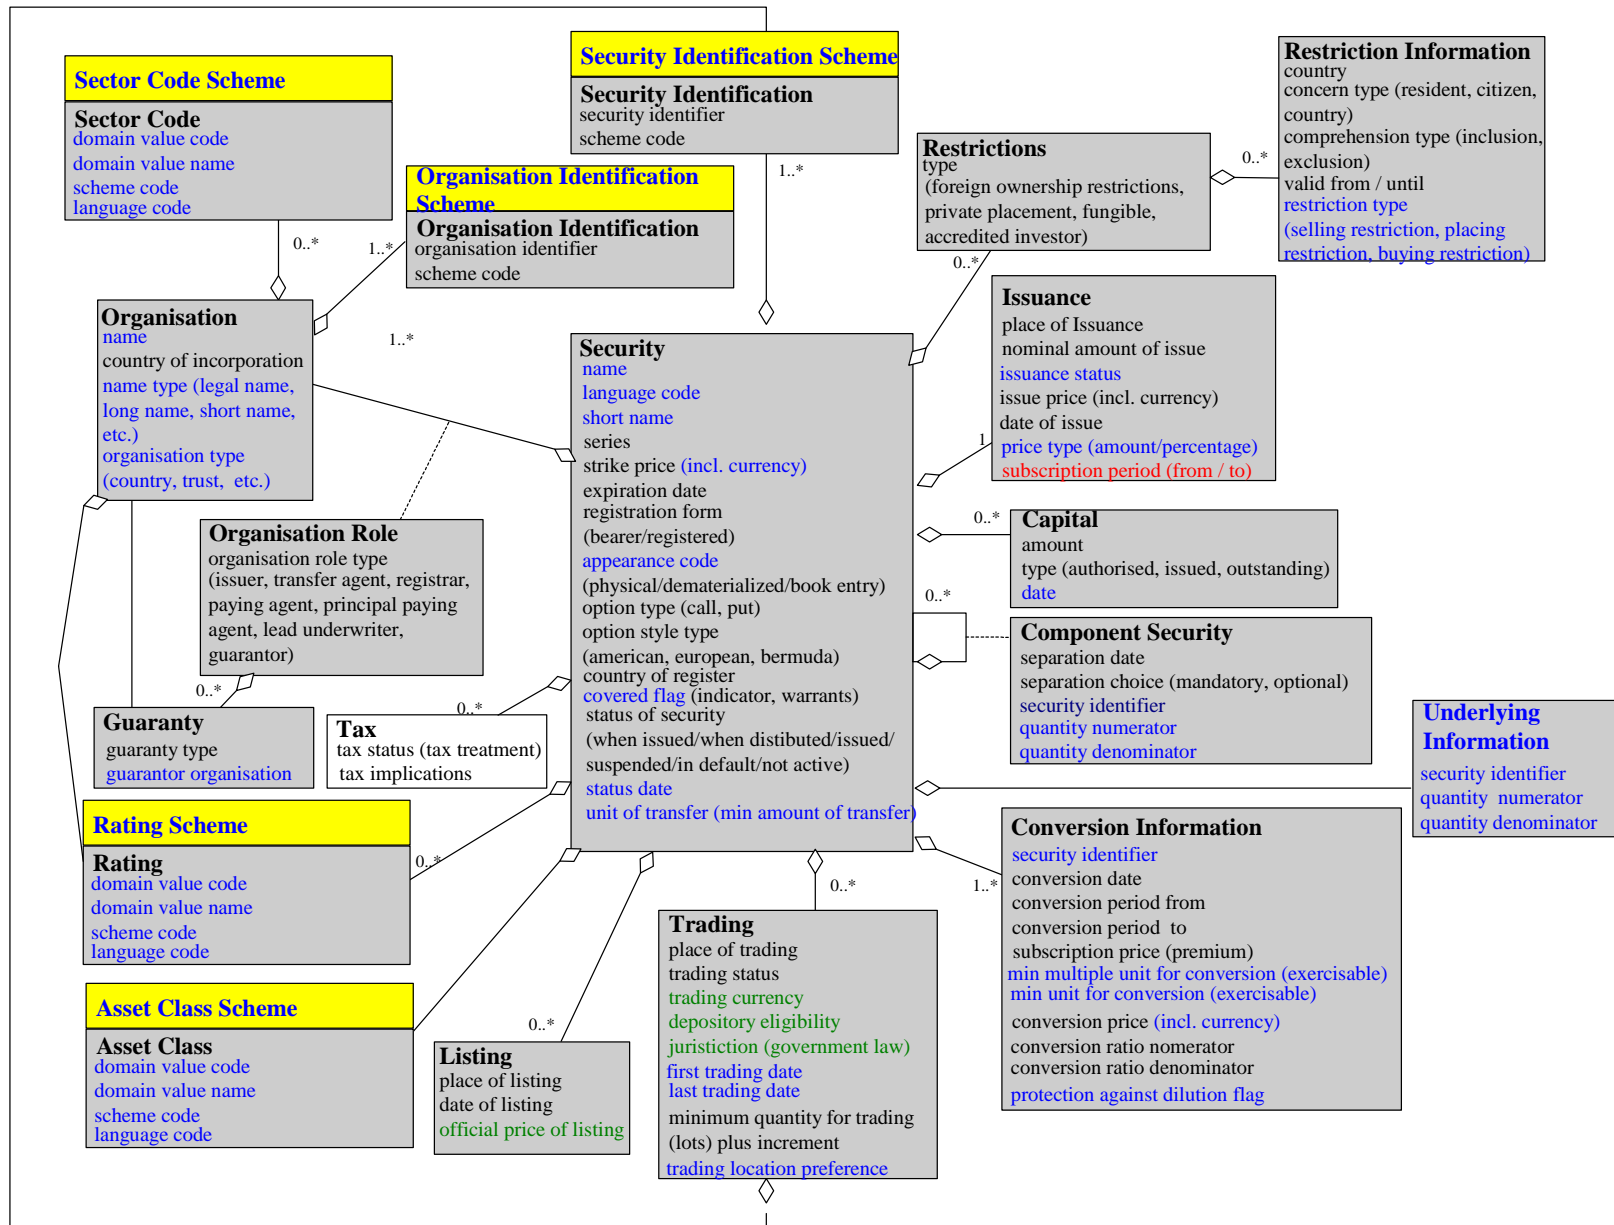 Sector Code Scheme
Sector Code
domain value code
domain value name
scheme code
language code
0..*
Security Identification Scheme
Security Identification
security identifier
scheme code
1..*
Organisation Identification
Scheme
Organisation Identification
organisation identifier
scheme code
1..*
Restrictions
type
(foreign ownership restrictions,
private placement, fungible,
accredited investor)
0..*
0..*
Restriction Information
country
concern type (resident, citizen,
country)
comprehension type (inclusion,
exclusion)
valid from / until
restriction type
(selling restriction, placing
restriction, buying restriction)
Organisation
name
country of incorporation
name type (legal name,
long name, short name,
etc.)
organisation type
(country, trust, etc.)
1..*
Security
name
language code
short name
series
strike price (incl. currency)
expiration date
registration form
(bearer/registered)
appearance code
(physical/dematerialized/book entry)
option type (call, put)
option style type
(american, european, bermuda)
country of register
covered flag (indicator, warrants)
status of security
(when issued/when distibuted/issued/
suspended/in default/not active)
status date
unit of transfer (min amount of transfer)
Issuance
place of Issuance
nominal amount of issue
issuance status
issue price (incl. currency)
date of issue
price type (amount/percentage)
subscription period (from / to)
1
Capital
amount
type (authorised, issued, outstanding)
date
0..*
Organisation Role
organisation role type
(issuer, transfer agent, registrar,
paying agent, principal paying
agent, lead underwriter,
guarantor)
0..*
Component Security
separation date
separation choice (mandatory, optional)
security identifier
quantity numerator
quantity denominator
0..*
Guaranty
guaranty type
guarantor organisation
0..*
Tax
tax status (tax treatment)
tax implications
Underlying
Information
security identifier
quantity numerator
quantity denominator
Rating Scheme
Rating
domain value code
domain value name
scheme code
language code
0..*
0..*
Trading
place of trading
trading status
trading currency
depository eligibility
juristiction (government law)
first trading date
last trading date
minimum quantity for trading
(lots) plus increment
trading location preference
1..*
Conversion Information
security identifier
conversion date
conversion period from
conversion period to
subscription price (premium)
min multiple unit for conversion (exercisable)
min unit for conversion (exercisable)
conversion price (incl. currency)
conversion ratio nomerator
conversion ratio denominator
protection against dilution flag
Asset Class Scheme
Asset Class
domain value code
domain value name
scheme code
language code
0..*
Listing
place of listing
date of listing
official price of listing